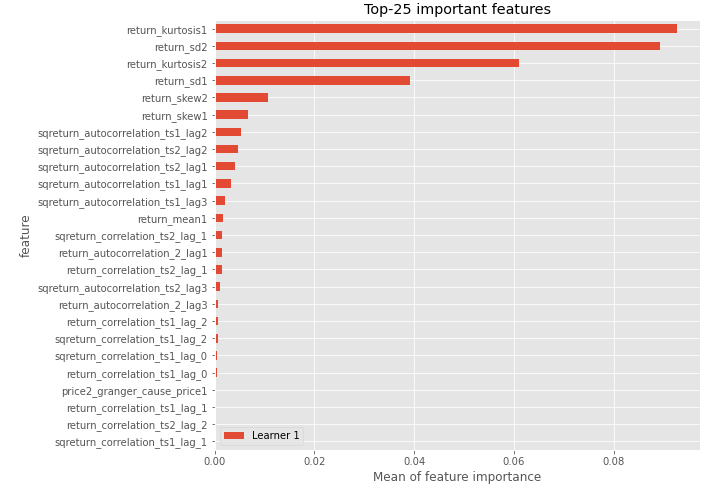 Top-25 important features
return_kurtosis1
return_sd2
return_kurtosis2
return_sd1
return_skew2
return_skew1
sqreturn_autocorrelation_ts1_lag2
sqreturn_autocorrelation_ts2_lag2
sqreturn_autocorrelation_ts2_lag1
sqreturn_autocorrelation_ts1_lag1
sqreturn_autocorrelation_ts1_lag3
return_mean1
sqreturn_correlation_ts2_lag_1
return_autocorrelation_2_lag1
return_correlation_ts2_lag_1
sqreturn_autocorrelation_ts2_lag3
return_autocorrelation_2_lag3
return_correlation_ts1_lag_2
sqreturn_correlation_ts1_lag_2
sqreturn_correlation_ts1_lag_0
return_correlation_ts1_lag_0
price2_granger_cause_price1
return_correlation_ts1_lag_1
return_correlation_ts2_lag_2
sqreturn_correlation_ts1_lag_1
feature
Learner 1
0.00 0.02 0.04 0.06 0.08
Mean of feature importance